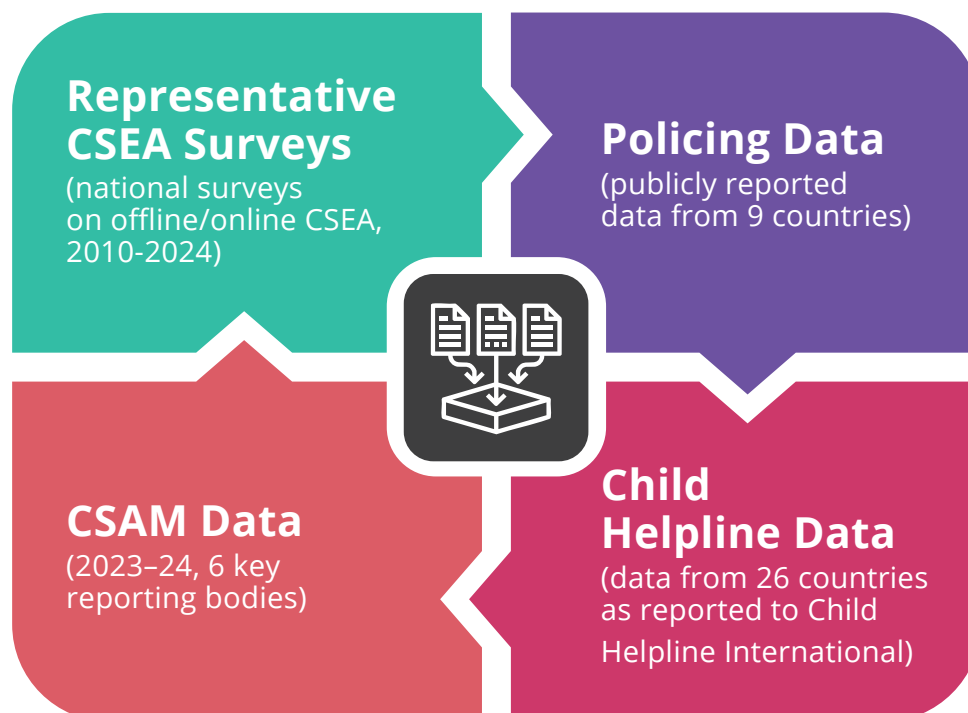 Representative
CSEA Surveys
(national surveys
on offline/online CSEA,
2010-2024)
Policing Data
(publicly reported
data from 9 countries)
CSAM Data
(2023–24, 6 key
reporting bodies)
Child
Helpline Data
(data from 26 countries
as reported to Child
Helpline International)